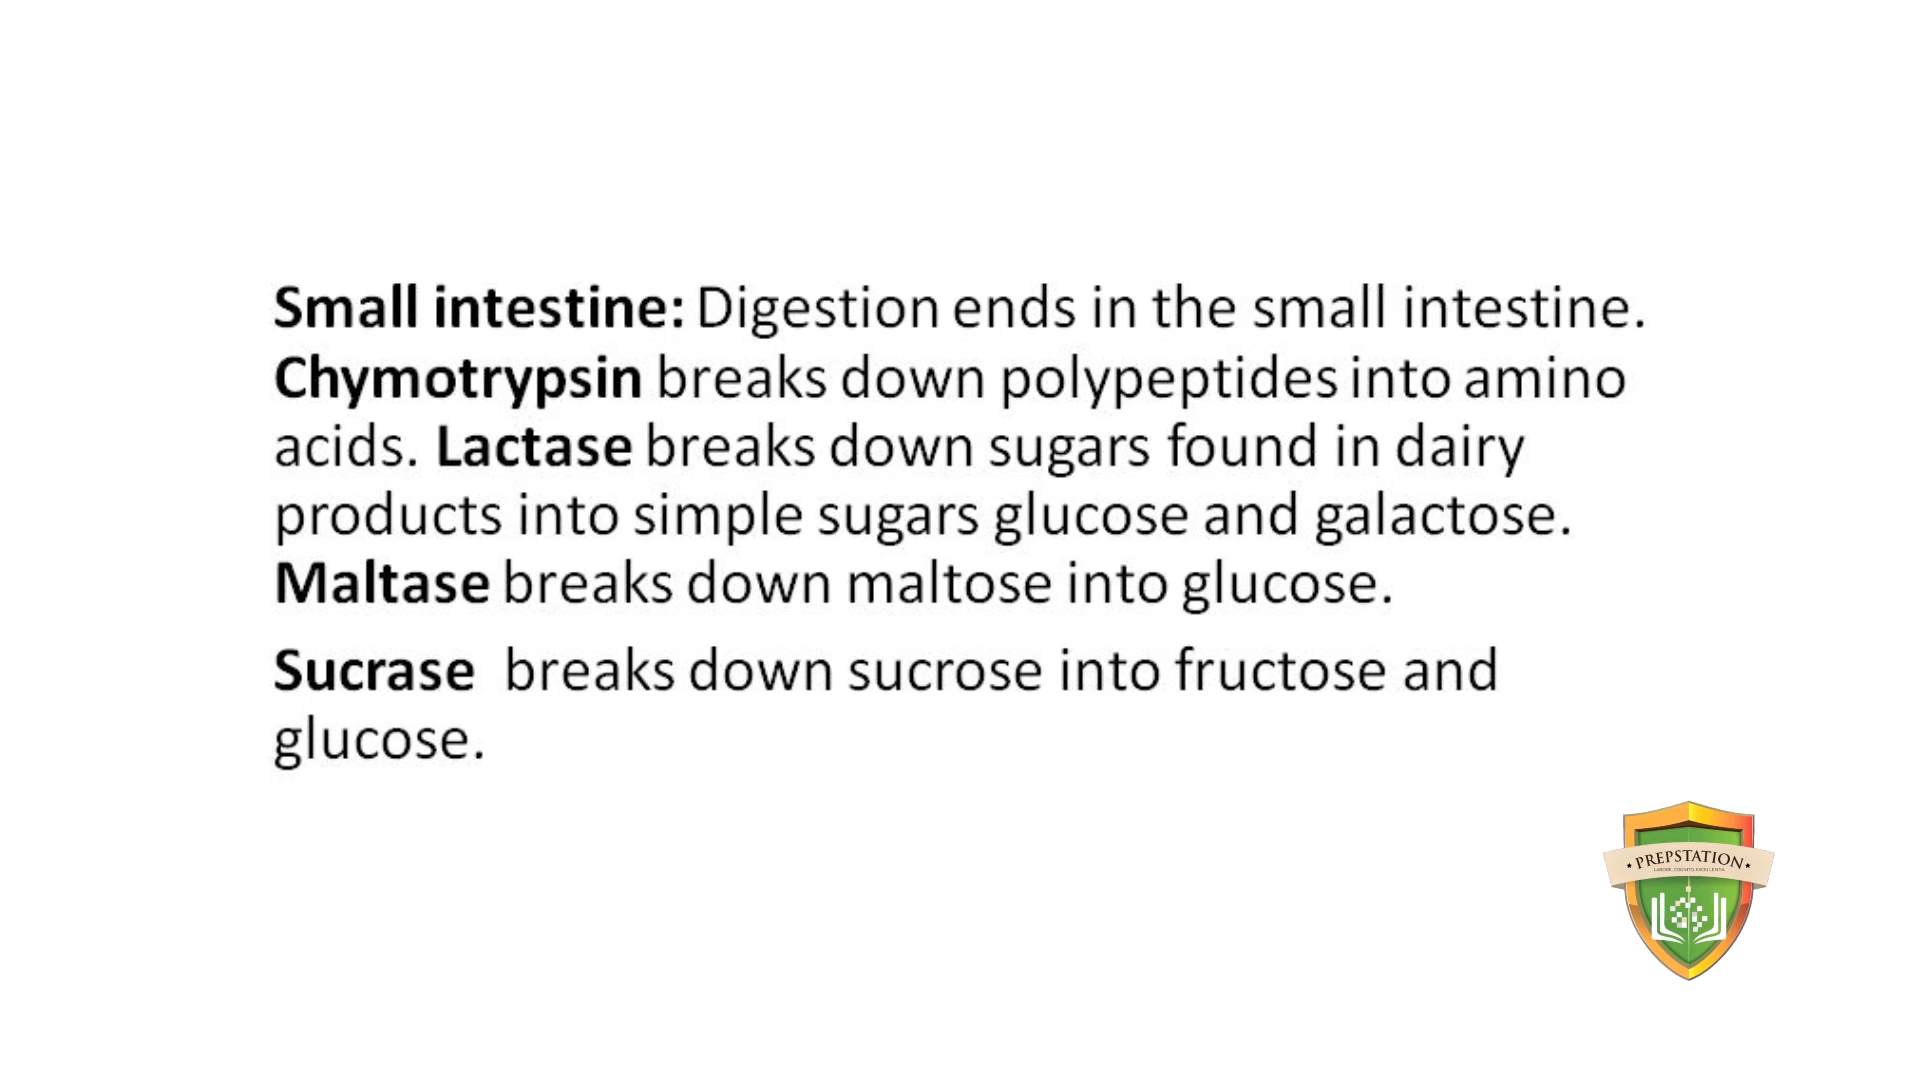 Small intestine: Digestion ends in the small intestine.
Chymotrypsin breaks down polypeptides into amino
acids. Lactase breaks down sugars found in dairy
products into simple sugars glucose and galactose.
Maltase breaks down maltose into glucose.
Sucrase breaks down sucrose into fructose and
glucose.
PREPSTATION